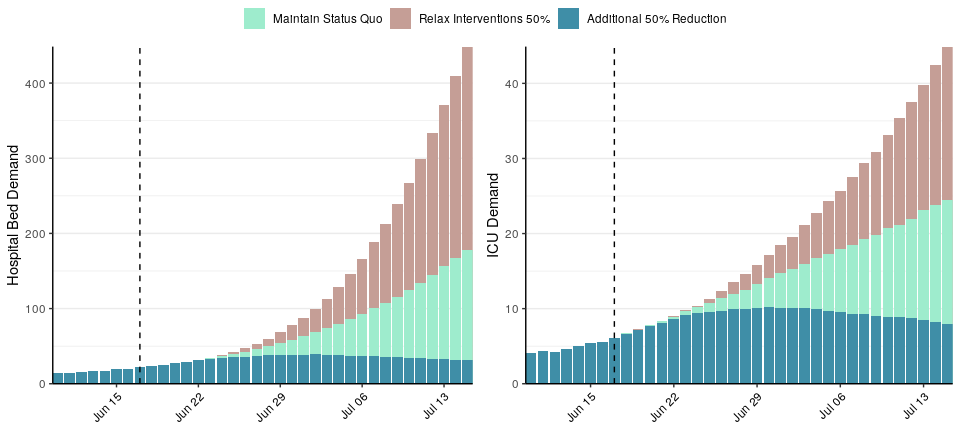 Maintain Status Quo Relax Interventions 50% Additional 50% Reduction
Hospital Bed Demand
400
300
200
100
0
Jun 15
Jun 22
Jun 29
Jul 06
Jul 13
ICU Demand
40
30
20
10
0
Jun 15
Jun 22
Jun 29
Jul 06
Jul 13